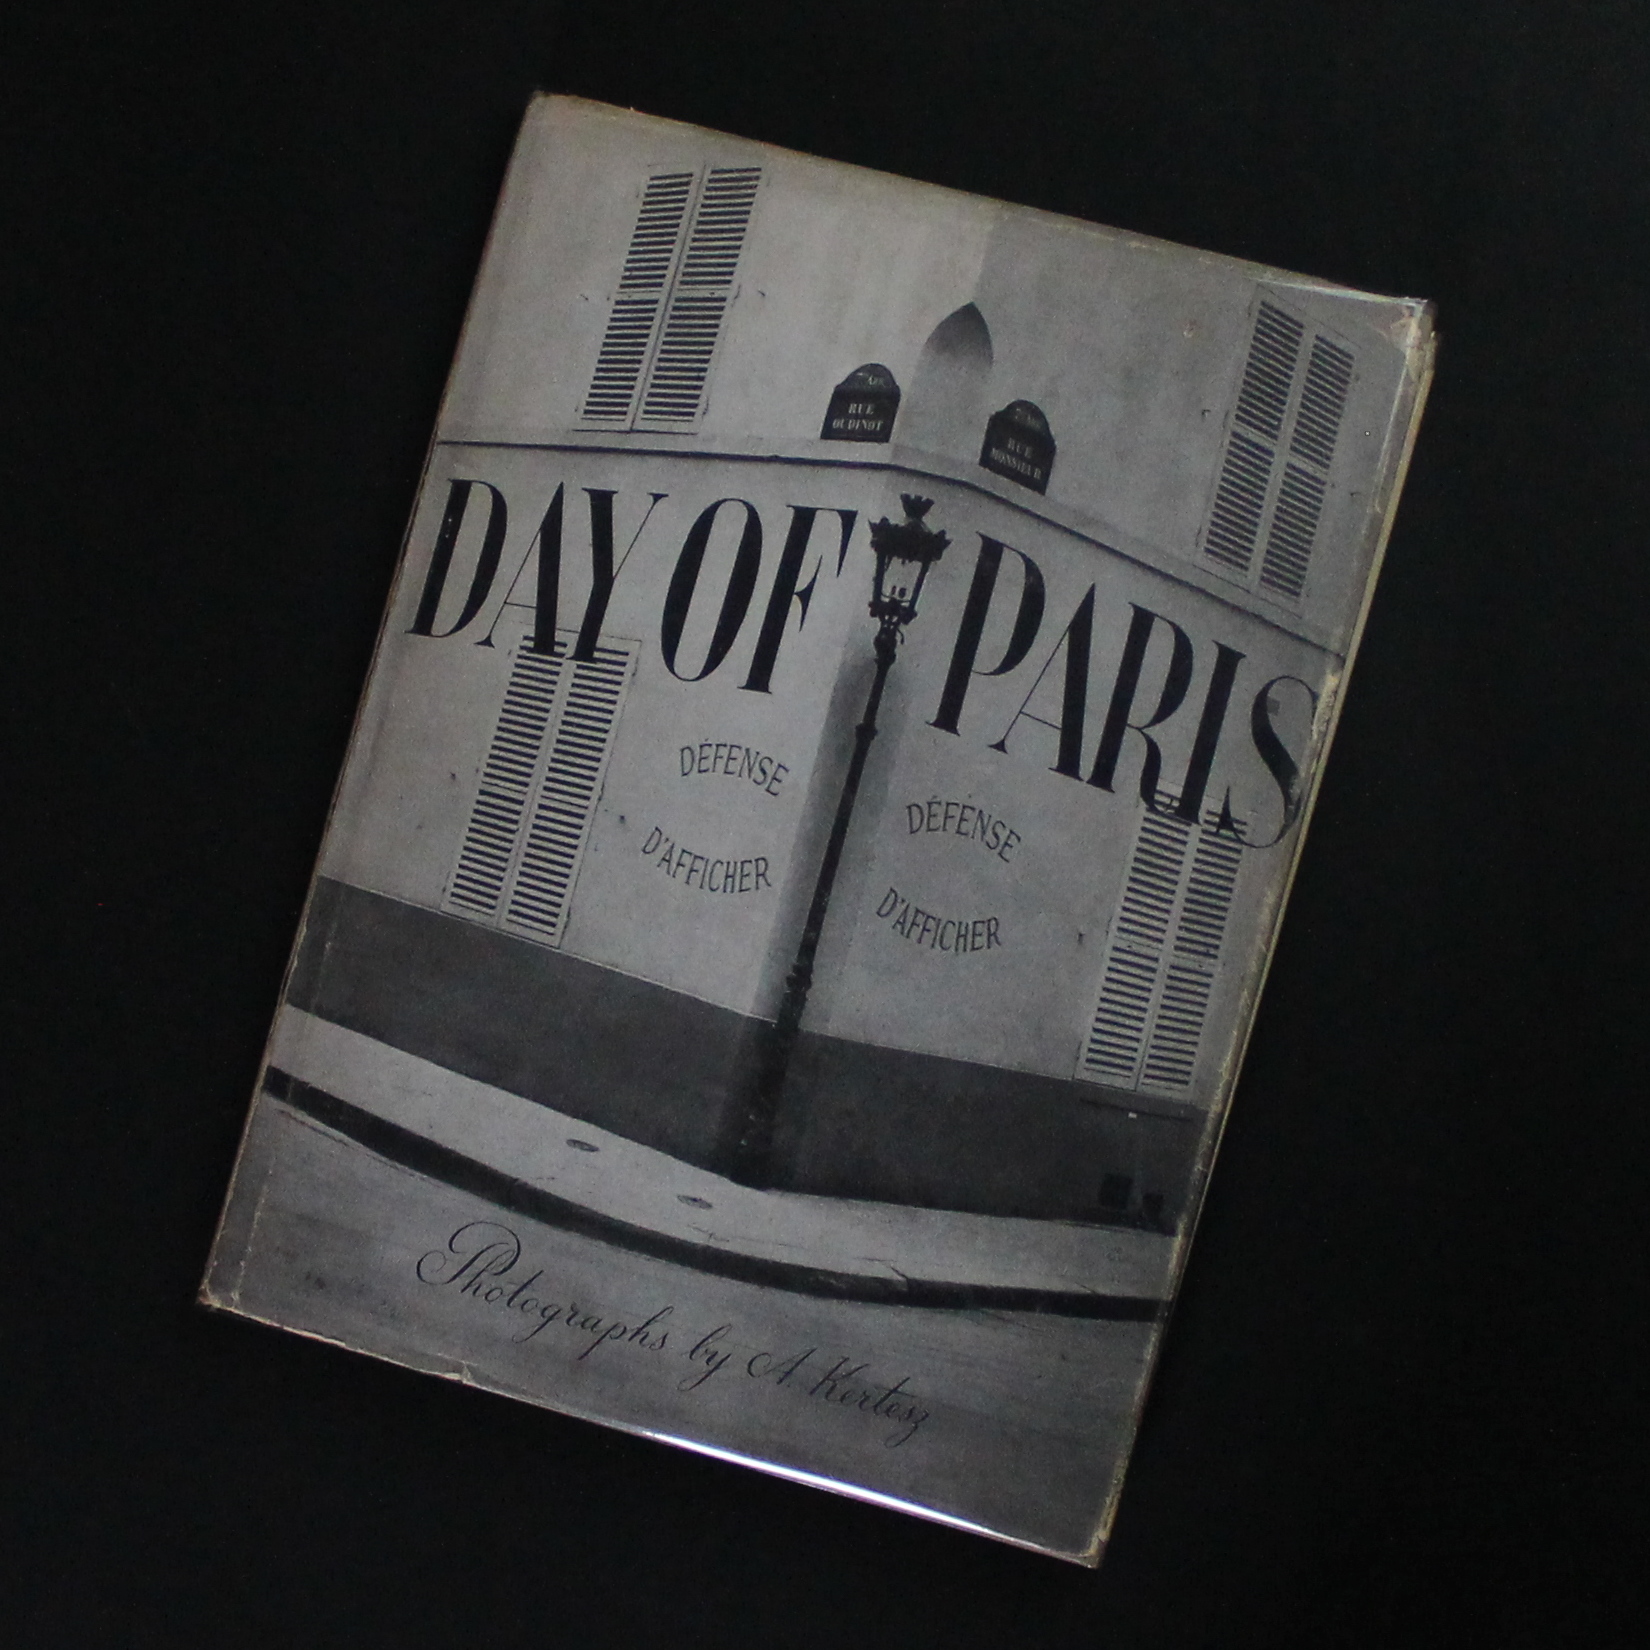 RUE
OUDINOT
RUE
MONSIEUR
DAY OF PARIS
DÉFENSE
D'AFFICHER
DÉFENSE
D'AFFICHER
Photographs by A. Kertesz